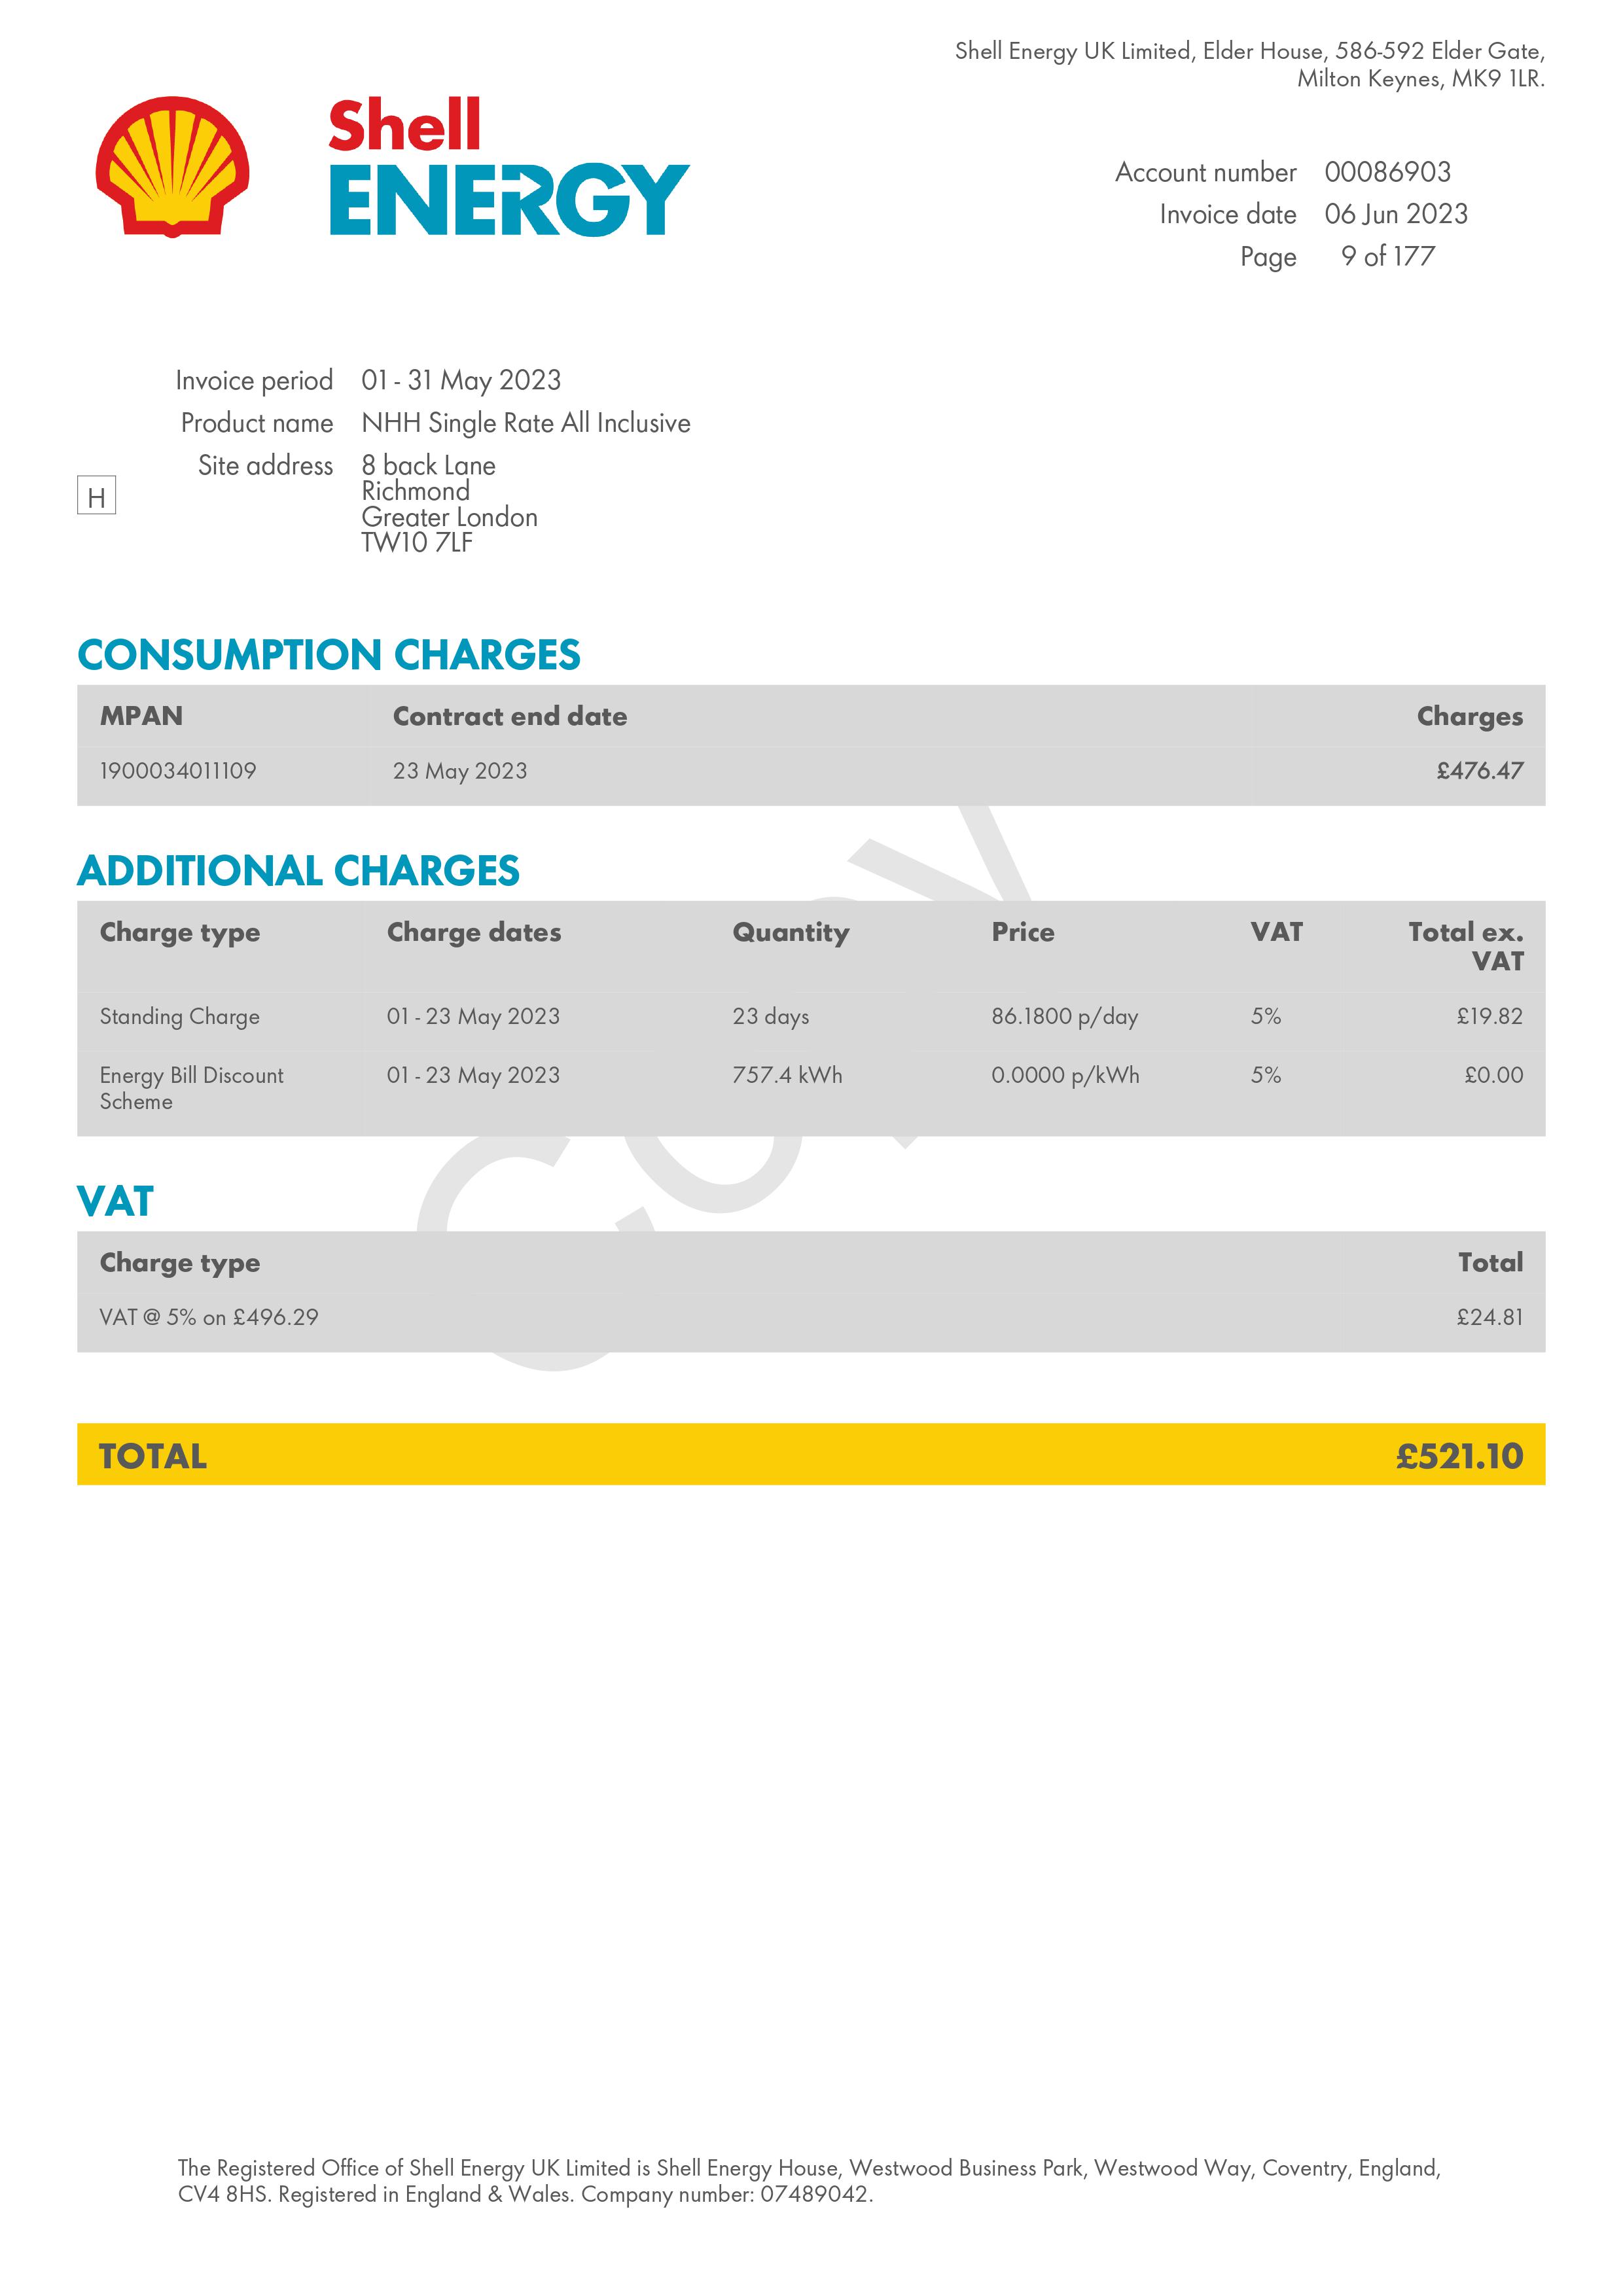 Shell Energy UK Limited, Elder House, 586-592 Elder Gate,
Milton Keynes, MK9 1LR.
Shell
ENERGY
Account number 00086903
Invoice date 06 Jun 2023
Page 9 of 177
Invoice period 01 - 31 May 2023
Product name NHH Single Rate All Inclusive
Site address 8 back Lane
Richmond
H
Greater London
TW10 7LF
CONSUMPTION CHARGES
MPAN Contract end date Charges
1900034011109 23 May 2023 £476.47
ADDITIONAL CHARGES
Charge type Charge dates Quantity Price VAT Total ex.
VAT
Standing Charge 01 - 23 May 2023 23 days 86.1800 p/day 5% £19.82
Energy Bill Discount 01 - 23 May 2023 757.4 kWh 0.0000 p/kWh 5% £0.00
Scheme
VAT
Charge type Total
VAT @ 5% on £496.29 £24.81
TOTAL £521.10
Copy
The Registered Office of Shell Energy UK Limited is Shell Energy House, Westwood Business Park, Westwood Way, Coventry, England,
CV4 8HS. Registered in England & Wales. Company number: 07489042.